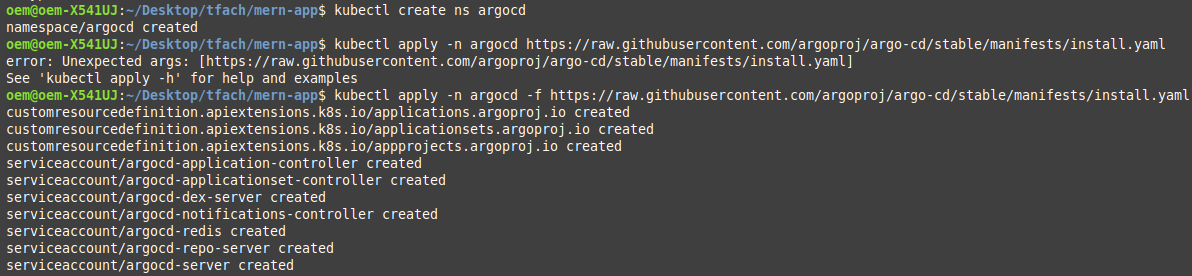 oem@oem-X541UJ:~/Desktop/tfach/mern-app$ kubectl create ns argocd
namespace/argocd created
oem@oem-X541UJ:~/Desktop/tfach/mern-app$ kubectl apply -n argocd https://raw.githubusercontent.com/argoproj/argo-cd/stable/manifests/install.yaml
error: Unexpected args: [https://raw.githubusercontent.com/argoproj/argo-cd/stable/manifests/install.yaml]
See 'kubectl apply -h' for help and examples
oem@oem-X541UJ:~/Desktop/tfach/mern-app$ kubectl apply -n argocd -f https://raw.githubusercontent.com/argoproj/argo-cd/stable/manifests/install.yaml
customresourcedefinition.apiextensions.k8s.io/applications.argoproj.io created
customresourcedefinition.apiextensions.k8s.io/applicationsets.argoproj.io created
customresourcedefinition.apiextensions.k8s.io/appprojects.argoproj.io created
serviceaccount/argocd-application-controller created
serviceaccount/argocd-applicationset-controller created
serviceaccount/argocd-dex-server created
serviceaccount/argocd-notifications-controller created
serviceaccount/argocd-redis created
serviceaccount/argocd-repo-server created
serviceaccount/argocd-server created